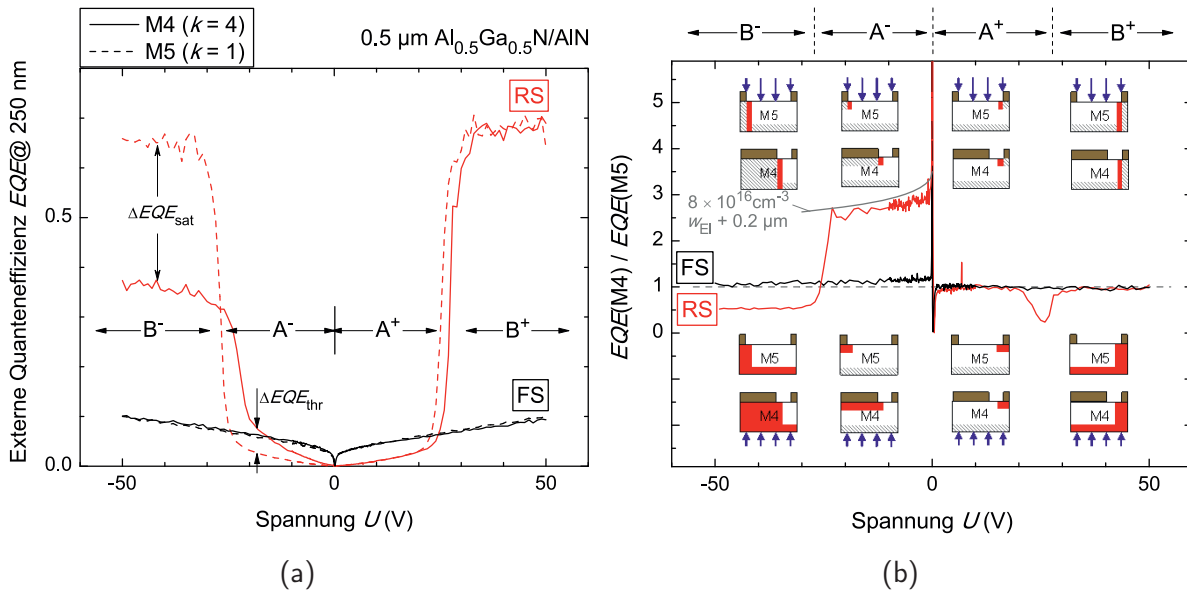 M4 (k = 4)
M5 (k = 1)
0.5 µm Al0.5Ga0.5N/AlN
Externe Quanteneffizienz EQE@ 250 nm
0.5
0.0
RS
ΔEQEsat
B⁻ A⁻ A⁺ B⁺
FS
ΔEQEthr
-50 0 50
Spannung U (V)
(a)
B⁻ A⁻ A⁺ B⁺
EQE(M4) / EQE(M5)
5
4
3
2
1
0
M5 M5 M5 M5
M4 M4 M4 M4
8 × 10¹⁶cm⁻³
wEl + 0.2 µm
FS
RS
M5 M5 M5 M5
M4 M4 M4 M4
-50 0 50
Spannung U (V)
(b)